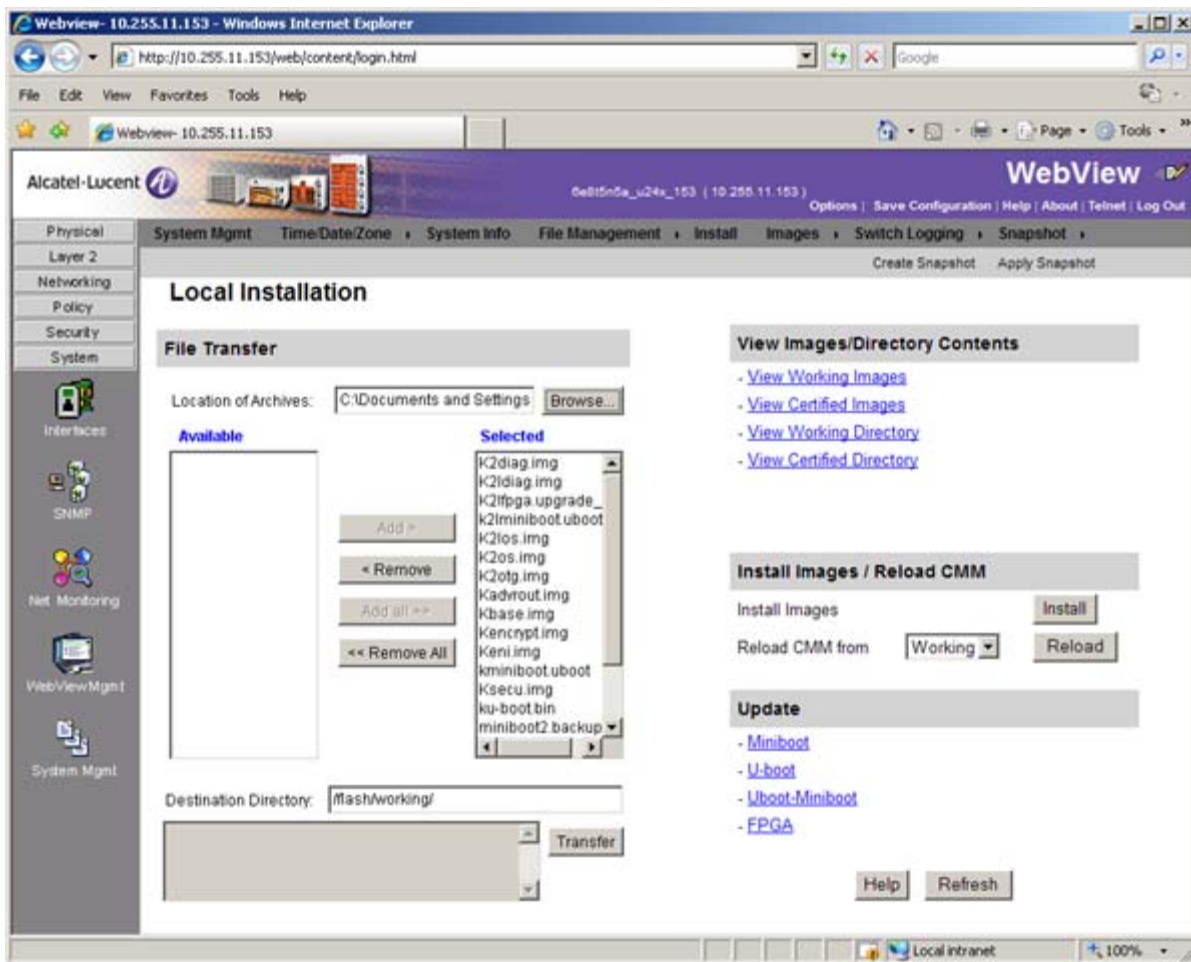 Webview- 10.255.11.153 - Windows Internet Explorer
http://10.255.11.153/web/content/login.html
Google
File Edit View Favorites Tools Help
Webview- 10.255.11.153
Page Tools
Alcatel-Lucent
WebView
(10.255.11.153)
Options | Save Configuration | Help | About | Telnet | Log Out
Physical
Layer 2
Networking
Policy
Security
System
Interfaces
SNMP
Net Monitoring
WebViewMgmt
System Mgmt
System Mgmt Time/Date/Zone System Info File Management Install Images Switch Logging Snapshot
Create Snapshot Apply Snapshot
Local Installation
File Transfer
Location of Archives: C:\Documents and Settings Browse...
Available
Selected
K2diag.img
K2ldiag.img
K2lfpga.upgrade_
k2lminiboot.uboot
K2los.img
K2os.img
K2otg.img
Kadvrout.img
Kbase.img
Kencrypt.img
Keni.img
kminiboot.uboot
Ksecu.img
ku-boot.bin
miniboot2.backup
Add >
< Remove
Add all >>
<< Remove All
Destination Directory: /flash/working/
Transfer
View Images/Directory Contents
- View Working Images
- View Certified Images
- View Working Directory
- View Certified Directory
Install Images / Reload CMM
Install Images Install
Reload CMM from Working Reload
Update
- Miniboot
- U-boot
- Uboot-Miniboot
- FPGA
Help Refresh
Local intranet 100%